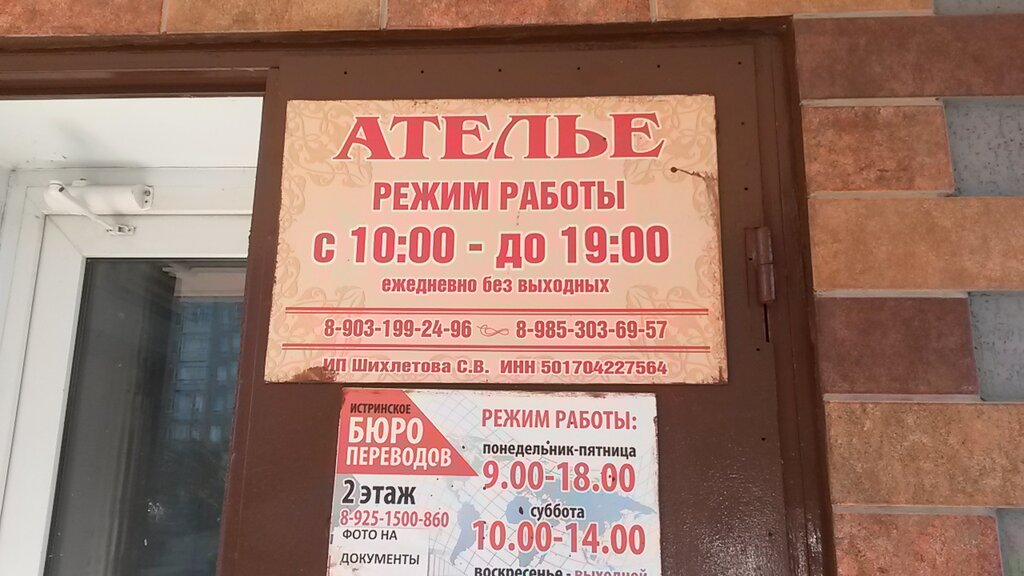 АТЕЛЬЕ
РЕЖИМ РАБОТЫ
с 10:00 - до 19:00
ежедневно без выходных
8-903-199-24-96 8-985-303-69-57
ИП Шихлетова С.В. ИНН 501704227564
ИСТРИНСКОЕ
БЮРО
ПЕРЕВОДОВ
2 этаж
8-925-1500-860
ФОТО НА
ДОКУМЕНТЫ
РЕЖИМ РАБОТЫ:
понедельник-пятница
9.00-18.00
суббота
10.00-14.00
воскресенье - выходной